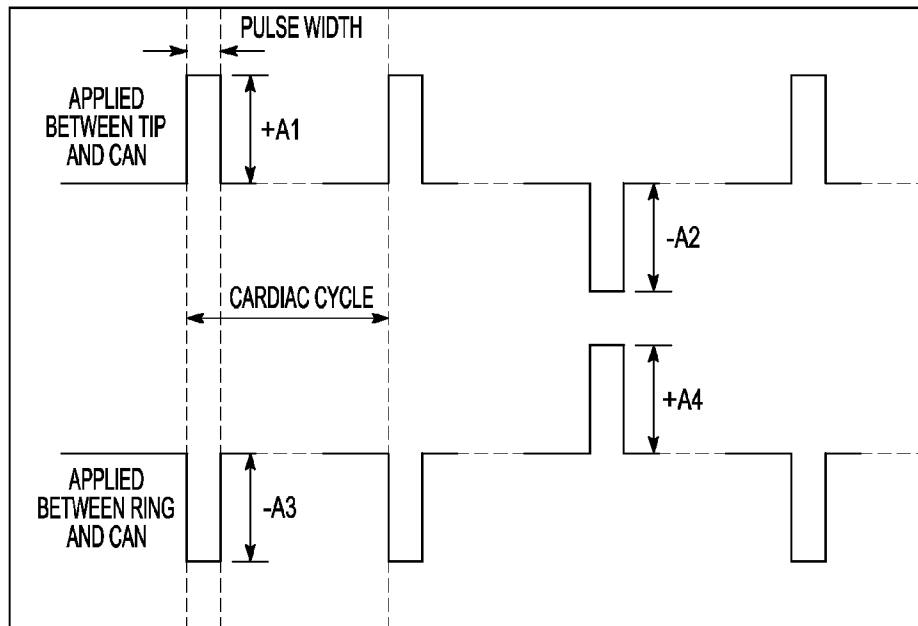 PULSE WIDTH
APPLIED
BETWEEN TIP
AND CAN
+A1
-A2
CARDIAC CYCLE
+A4
APPLIED
BETWEEN RING
AND CAN
-A3